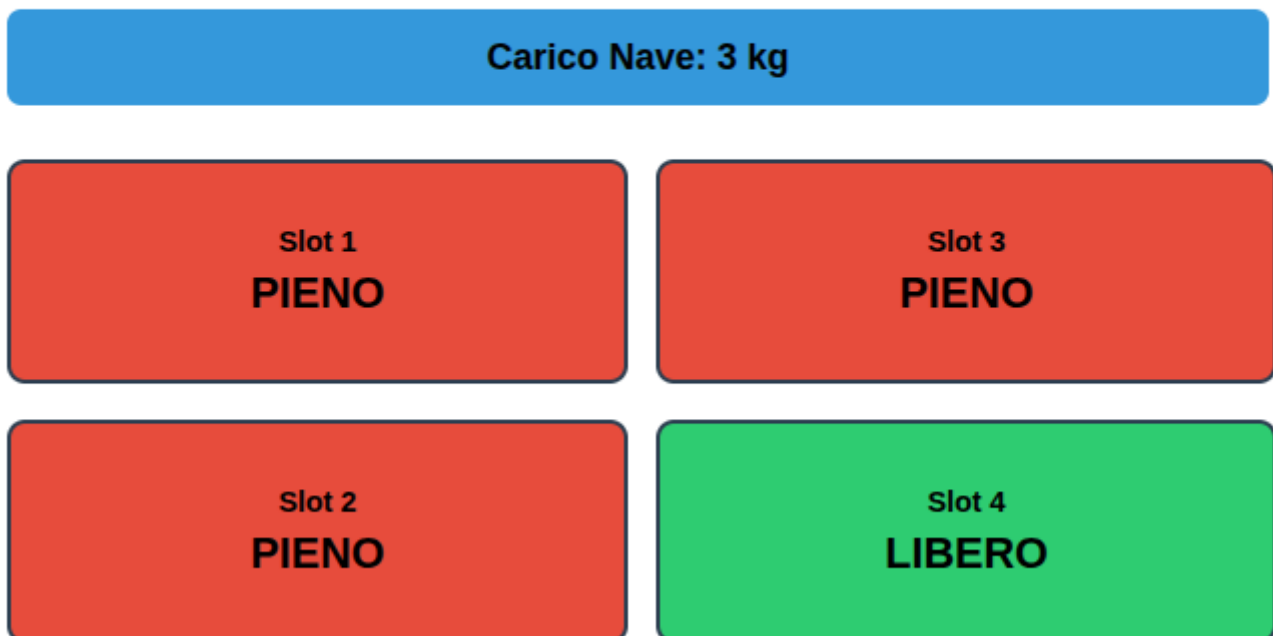 Carico Nave: 3 kg
Slot 1
PIENO
Slot 3
PIENO
Slot 2
PIENO
Slot 4
LIBERO